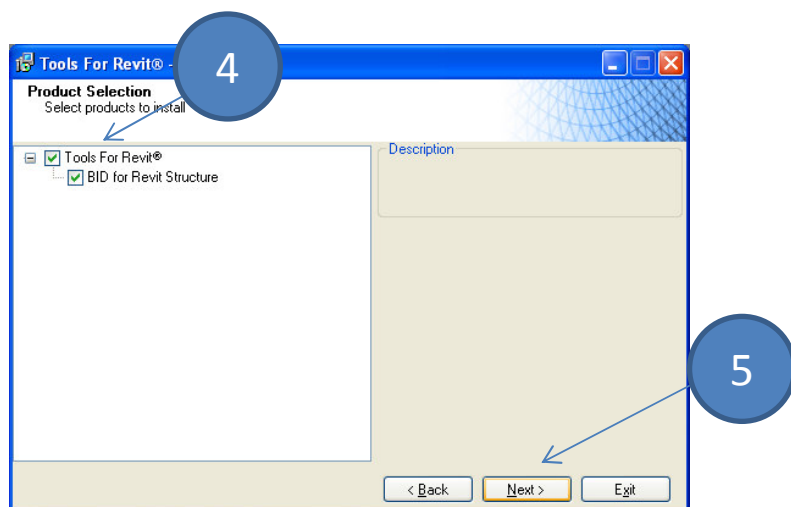 Tools For Revit® -
4
Product Selection
Select products to install
Tools For Revit®
BID for Revit Structure
Description
5
< Back
Next >
Exit